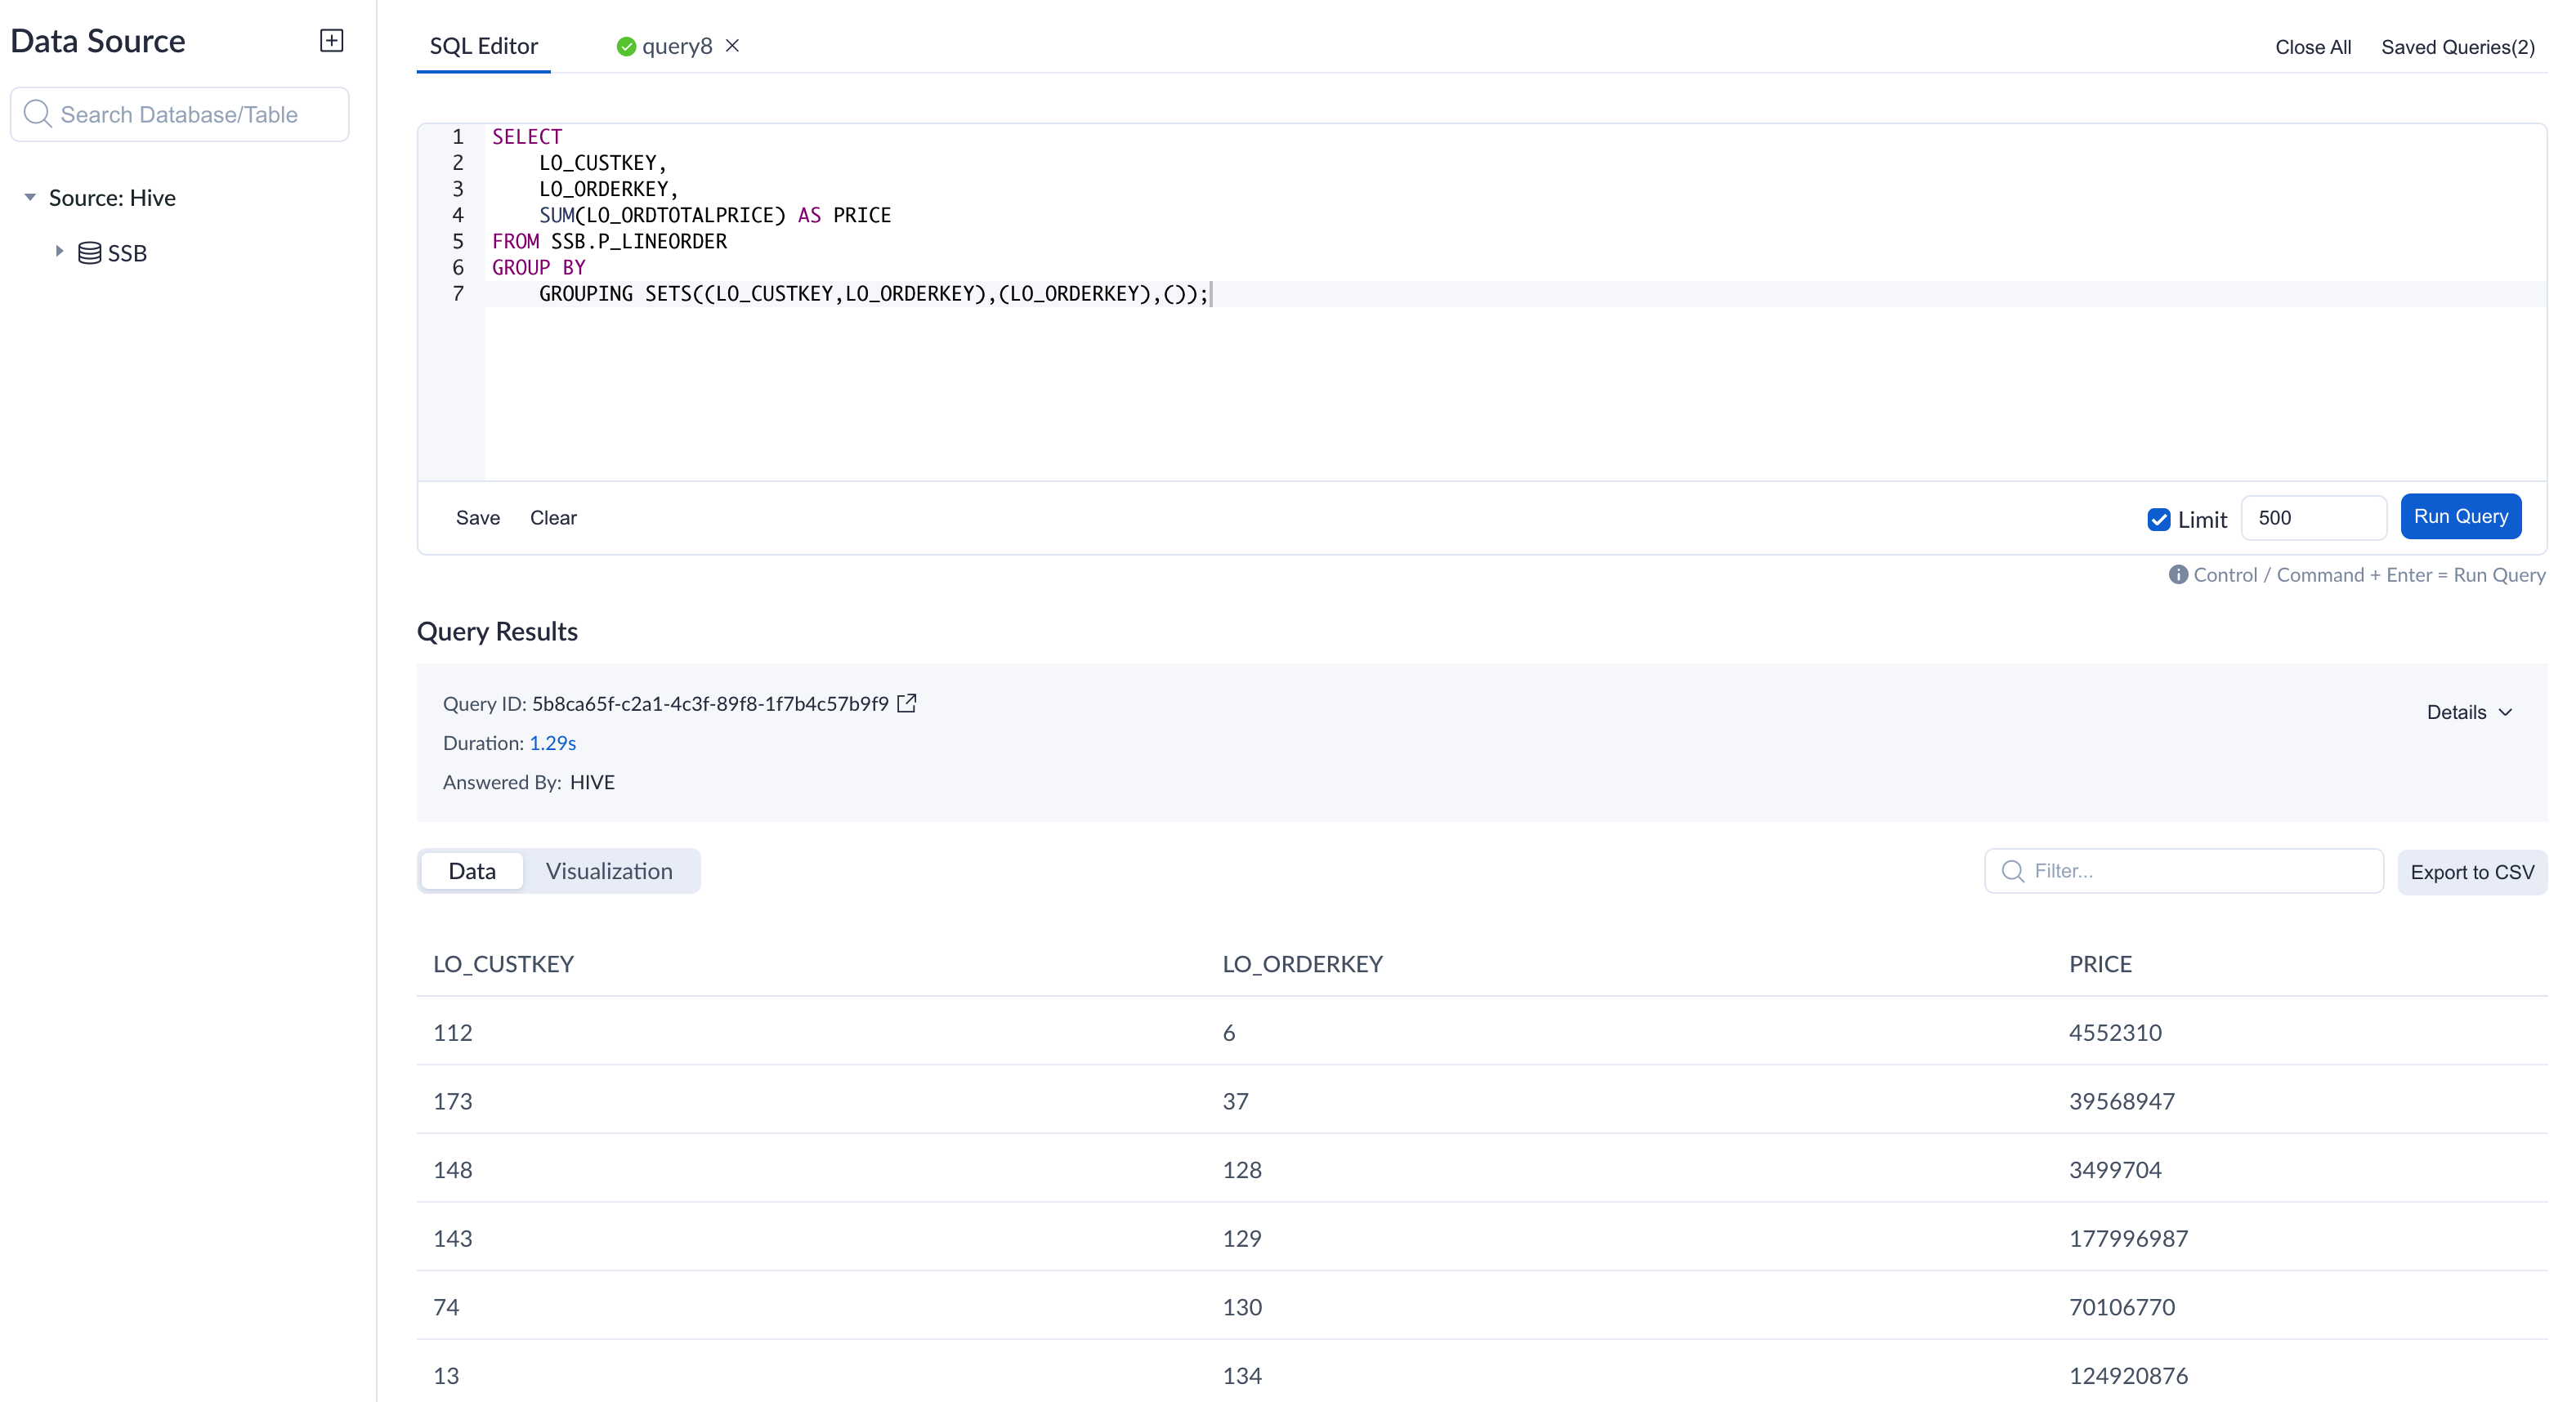 Data Source
Search Database/Table
Source: Hive
SSB
SQL Editor
query8
Close All
Saved Queries(2)
1 SELECT
2 LO_CUSTKEY,
3 LO_ORDERKEY,
4 SUM(LO_ORDTOTALPRICE) AS PRICE
5 FROM SSB.P_LINEORDER
6 GROUP BY
7 GROUPING SETS((LO_CUSTKEY,LO_ORDERKEY),(LO_ORDERKEY),());
Save Clear Limit 500 Run Query
Control / Command + Enter = Run Query
Query Results
Query ID: 5b8ca65f-c2a1-4c3f-89f8-1f7b4c57b9f9
Details
Duration: 1.29s
Answered By: HIVE
Data Visualization Filter... Export to CSV
LO_CUSTKEY LO_ORDERKEY PRICE
112 6 4552310
173 37 39568947
148 128 3499704
143 129 177996987
74 130 70106770
13 134 124920876